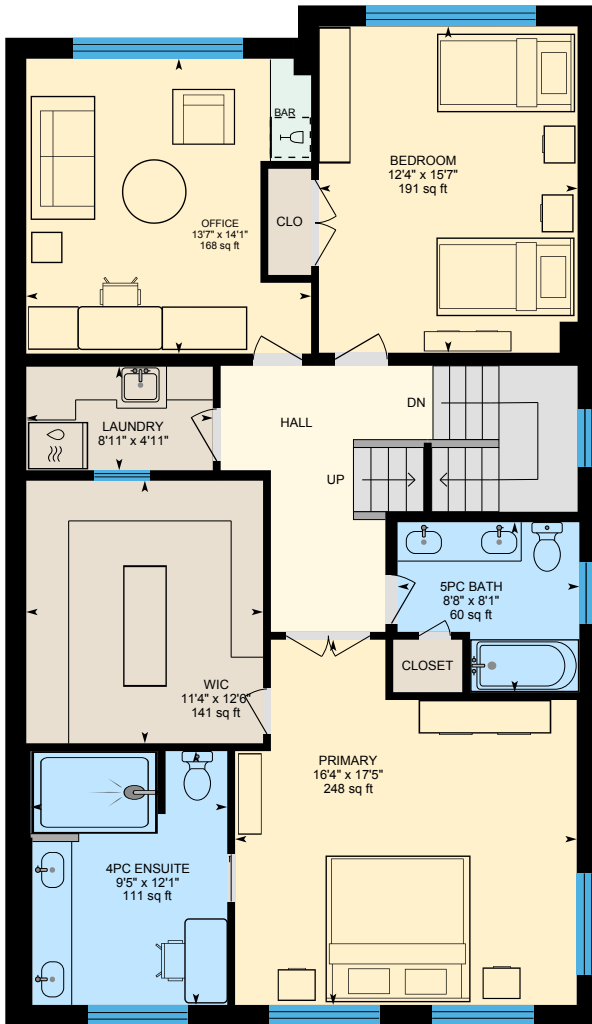 BAR
BEDROOM
12'4" x 15'7"
191 sq ft
CLO
OFFICE
13'7" x 14'1"
168 sq ft
DN
HALL
LAUNDRY
8'11" x 4'11"
UP
5PC BATH
8'8" x 8'1"
60 sq ft
CLOSET
WIC
11'4" x 12'6"
141 sq ft
PRIMARY
16'4" x 17'5"
248 sq ft
4PC ENSUITE
9'5" x 12'1"
111 sq ft